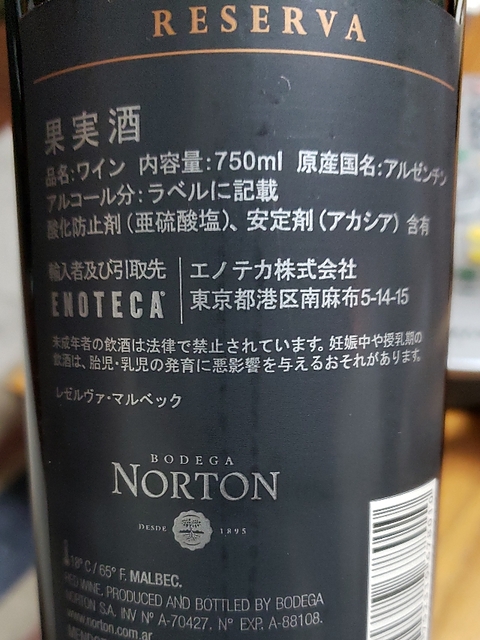 RESERVA
果実酒
品名:ワイン 内容量:750ml 原産国名:アルゼンチン
アルコール分:ラベルに記載
酸化防止剤(亜硫酸塩)、安定剤(アカシア)含有
輸入者及び引取先
ENOTECA
エノテカ株式会社
東京都港区南麻布5-14-15
未成年者の飲酒は法律で禁止されています。妊娠中や授乳期の
飲酒は、胎児・乳児の発育に悪影響を与えるおそれがあります。
レゼルヴァ・マルベック
BODEGA
NORTON
DESDE 1895
18° C / 65° F. MALBEC.
RED WINE. PRODUCED AND BOTTLED BY BODEGA
NORTON S.A. INV Nº A-70427. Nº EXP. A-88108.
www.norton.com.ar